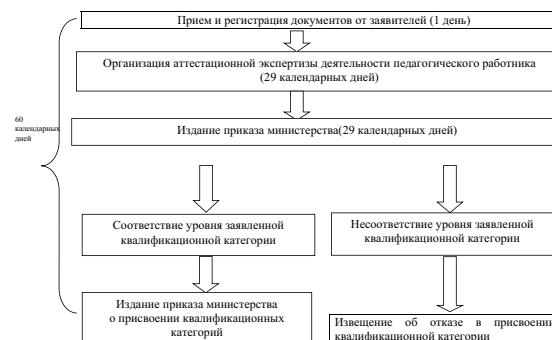 Прием и регистрация документов от заявителей (1 день)
Организация аттестационной экспертизы деятельности педагогического работника
(29 календарных дней)
60
календарных
дней
Издание приказа министерства(29 календарных дней)
Соответствие уровня заявленной
квалификационной категории
Несоответствие уровня заявленной
квалификационной категории
Издание приказа министерства
о присвоении квалификационных
категорий
Извещение об отказе в присвоении
квалификационной категории